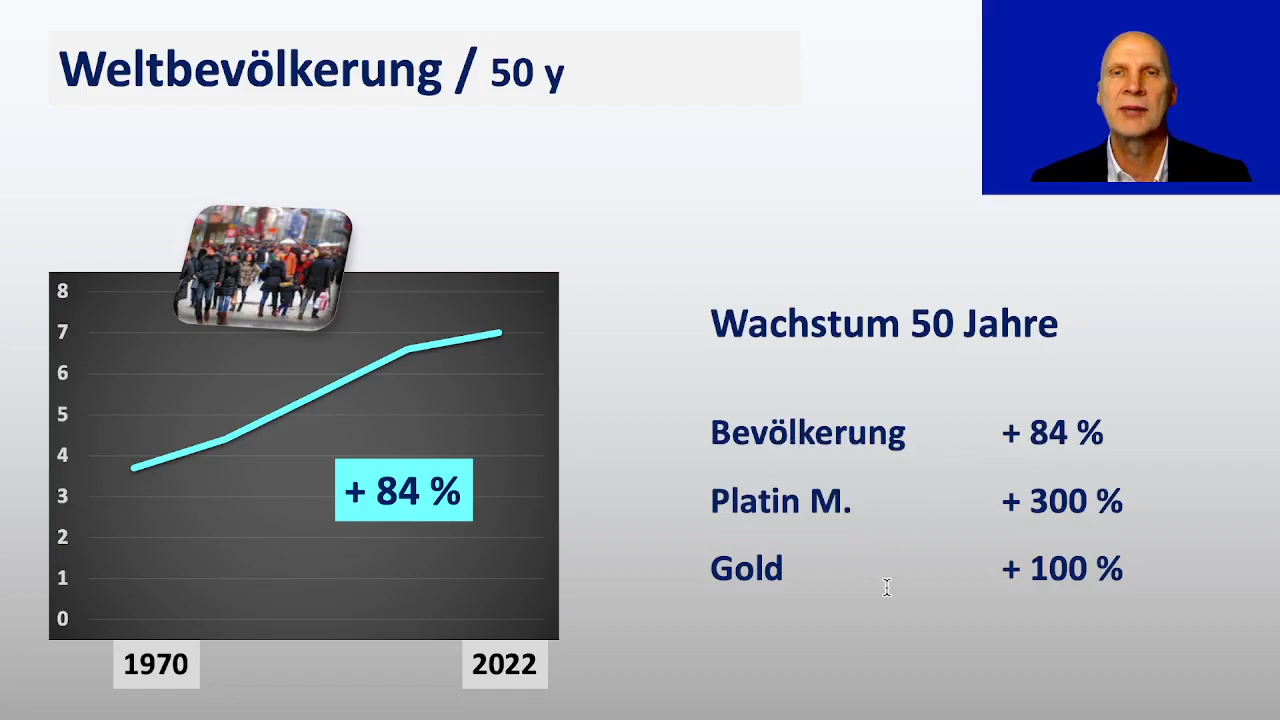 Weltbevölkerung / 50 y
8
7
6
5
4
3
2
1
0
+ 84 %
1970
2022
Wachstum 50 Jahre
Bevölkerung + 84 %
Platin M. + 300 %
Gold + 100 %